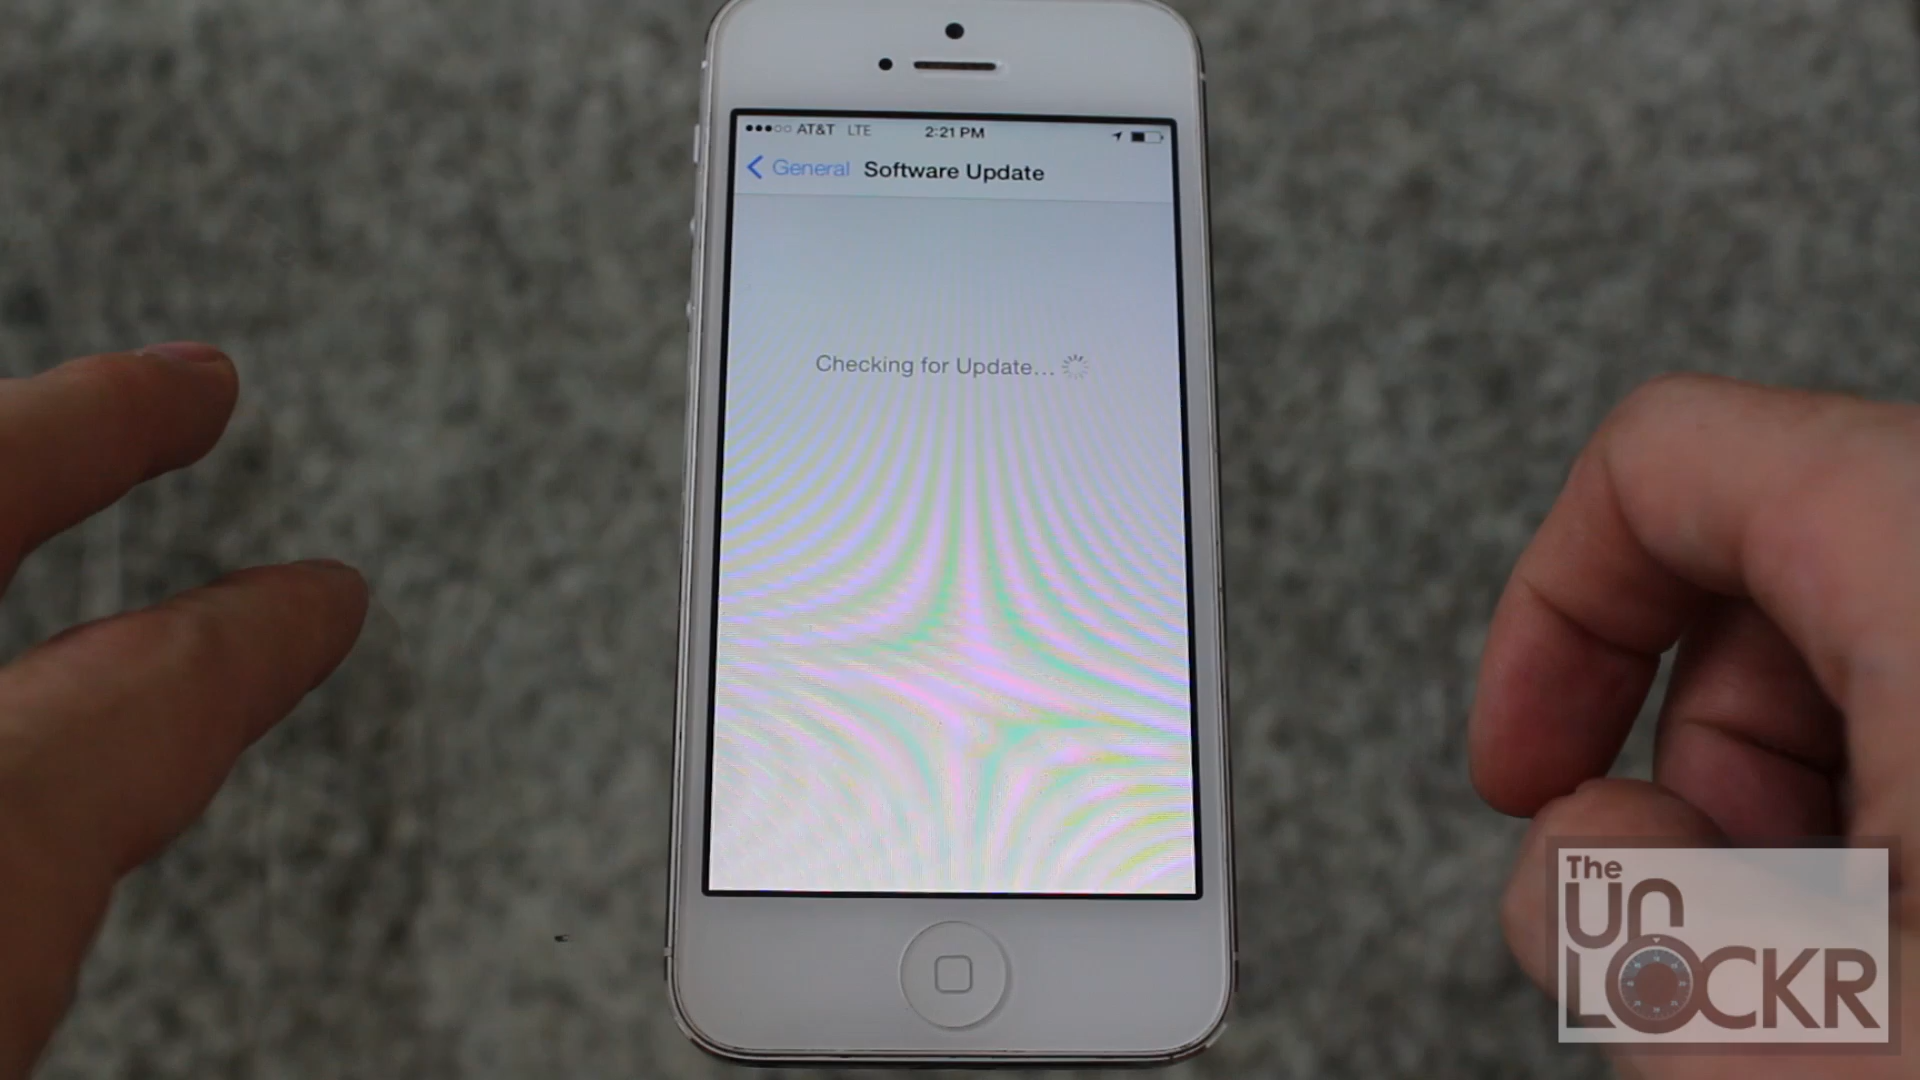 AT&T LTE 2:21 PM
General Software Update
Checking for Update...
The
UN
LOCKR